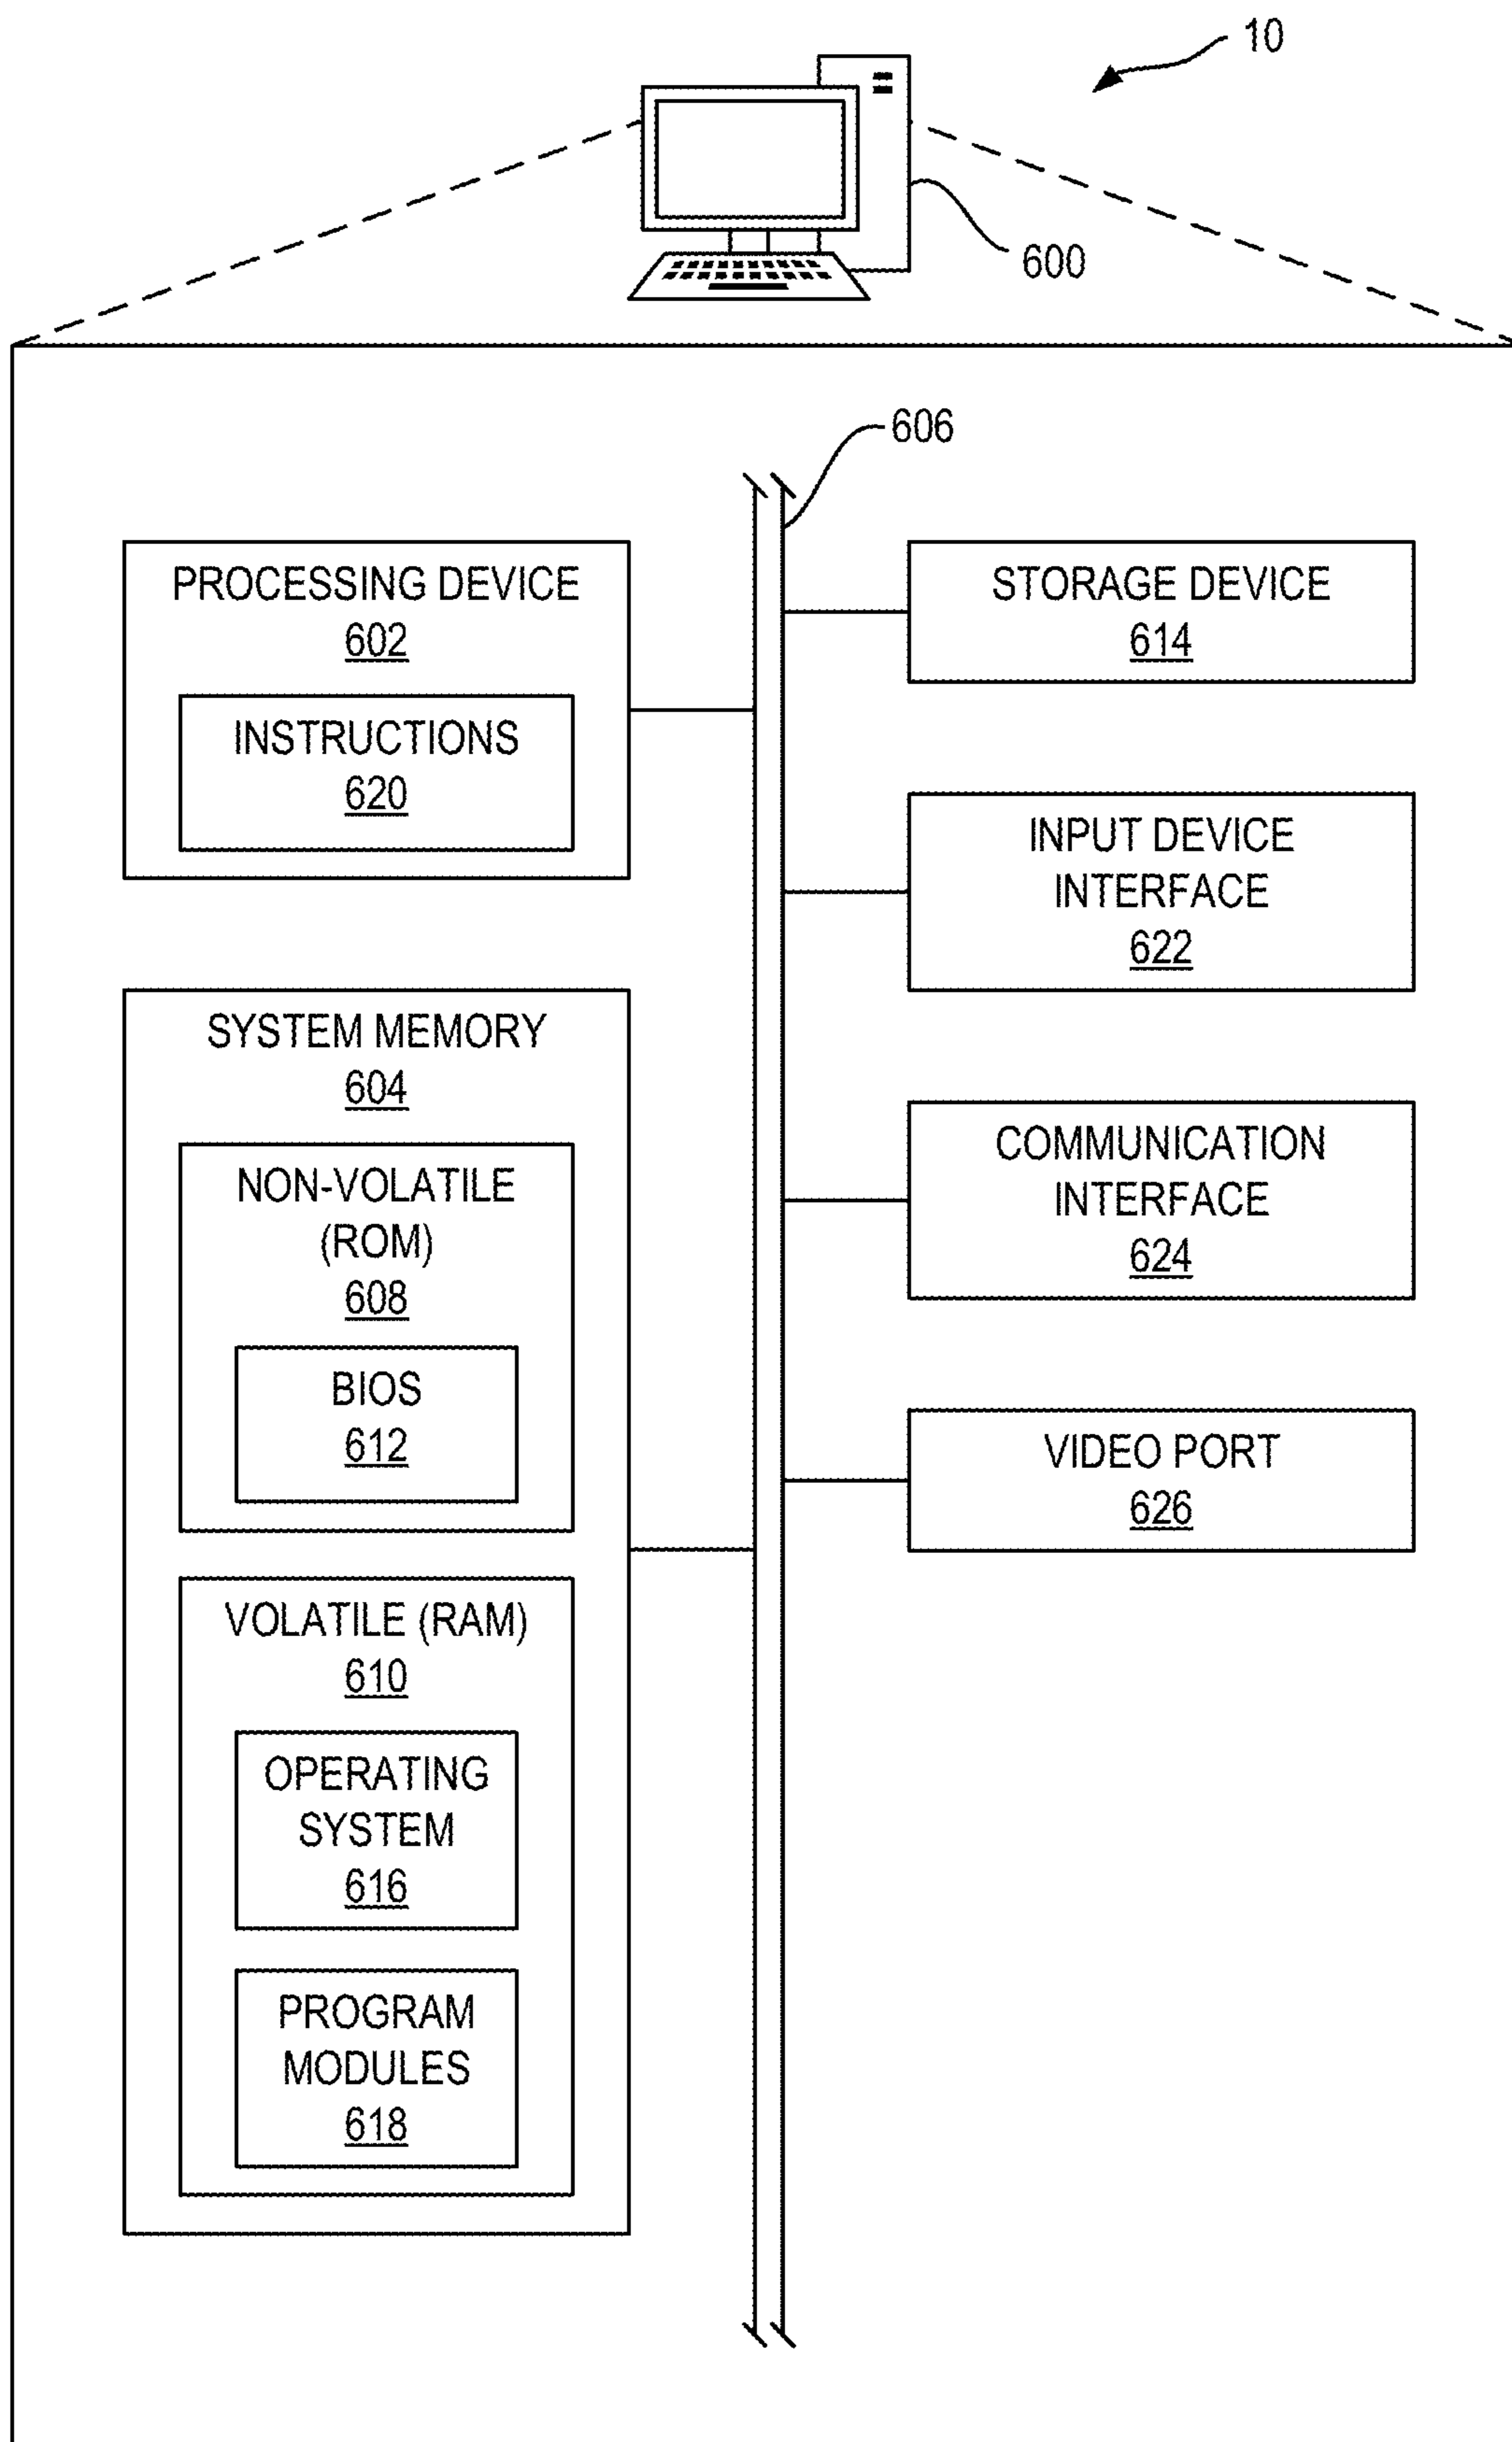 10
600
606
PROCESSING DEVICE
602
INSTRUCTIONS
620
SYSTEM MEMORY
604
NON-VOLATILE
(ROM)
608
BIOS
612
VOLATILE (RAM)
610
OPERATING
SYSTEM
616
PROGRAM
MODULES
618
STORAGE DEVICE
614
INPUT DEVICE
INTERFACE
622
COMMUNICATION
INTERFACE
624
VIDEO PORT
626